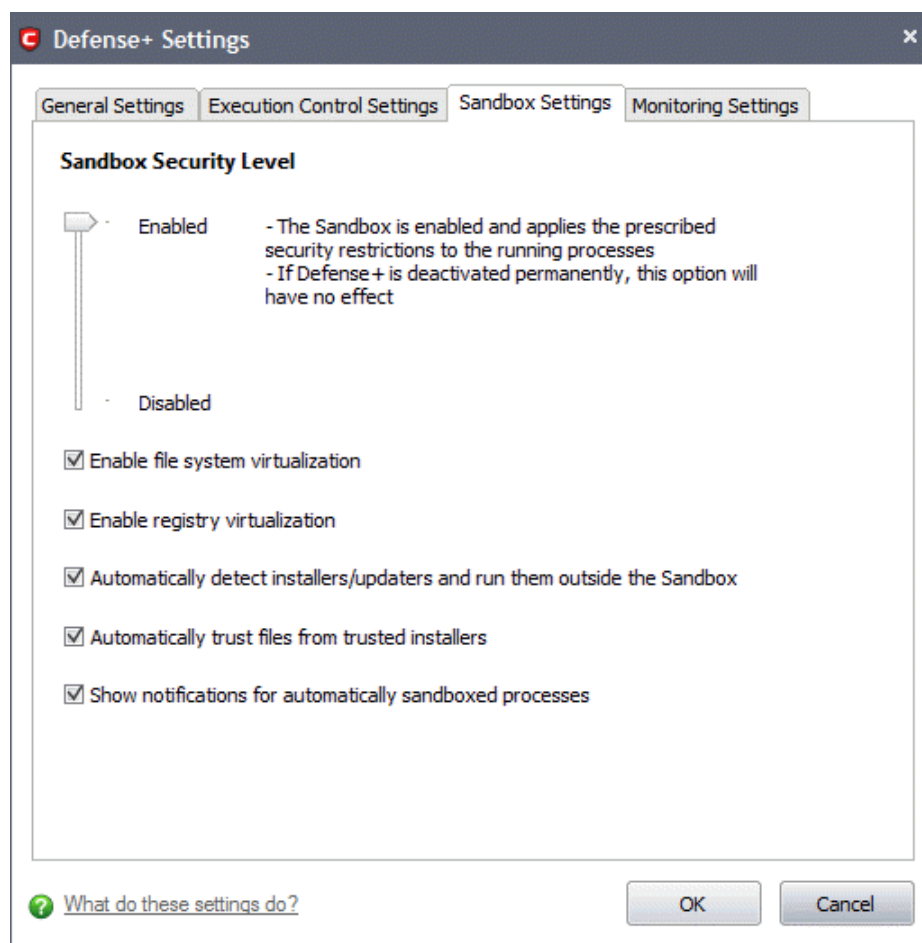 Defense+ Settings
General Settings
Execution Control Settings
Sandbox Settings
Monitoring Settings
Sandbox Security Level
Enabled
- The Sandbox is enabled and applies the prescribed
security restrictions to the running processes
- If Defense+ is deactivated permanently, this option will
have no effect
Disabled
Enable file system virtualization
Enable registry virtualization
Automatically detect installers/updaters and run them outside the Sandbox
Automatically trust files from trusted installers
Show notifications for automatically sandboxed processes
What do these settings do?
OK
Cancel